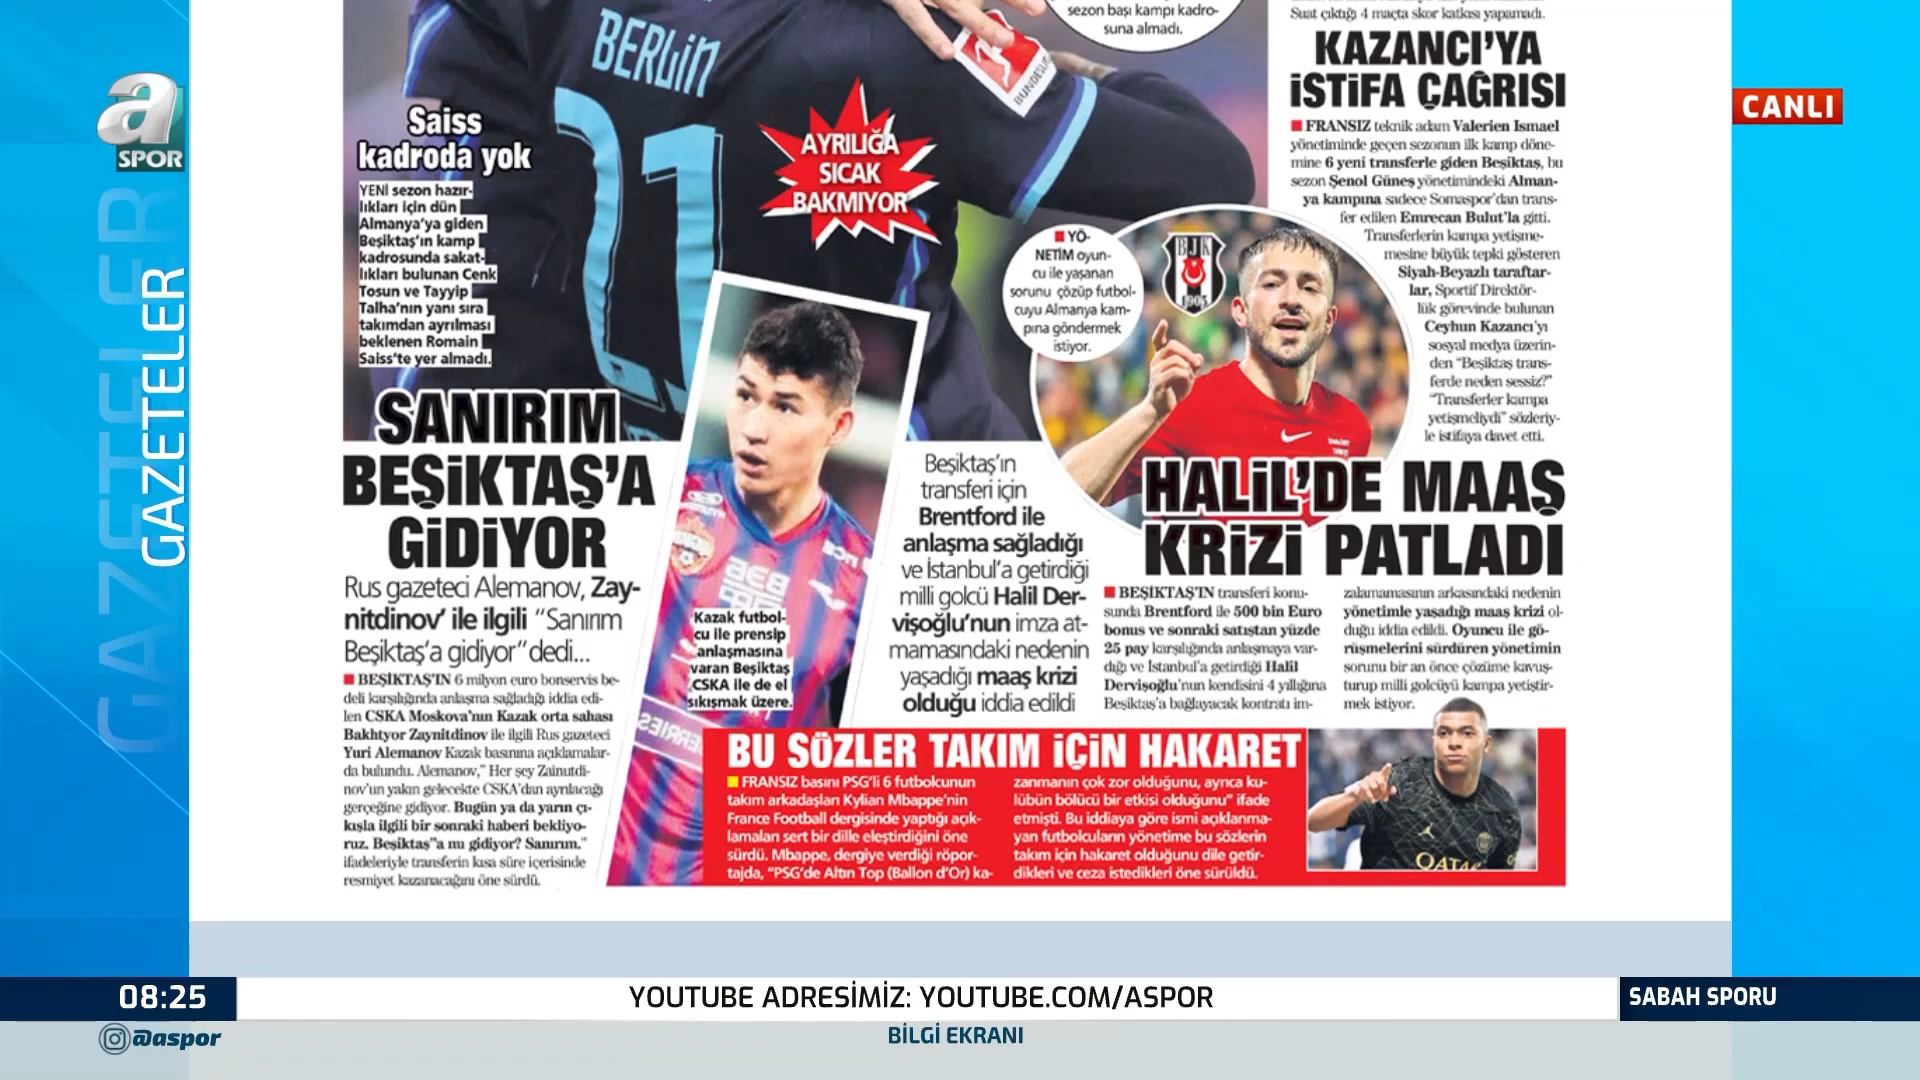 a
SPOR
GAZETELER
GAZETELER
CANLI
BERLIN
21
BUNDESLIGA
sezon başı kampı kadro-
suna almadı.
Saiss
kadroda yok
YENİ sezon hazır-
lıkları için dün
Almanya'ya giden
Beşiktaş'ın kamp
kadrosunda sakat-
lıkları bulunan Cenk
Tosun ve Tayyip
Talha'nın yanı sıra
takımdan ayrılması
beklenen Romain
Saiss'te yer almadı.
AYRILIĞA
SICAK
BAKMIYOR
SANIRIM
BEŞİKTAŞ'A
GİDİYOR
Rus gazeteci Alemanov, Zay-
nitdinov' ile ilgili "Sanırım
Beşiktaş'a gidiyor" dedi...
BEŞİKTAŞ'IN 6 milyon euro bonservis be-
deli karşılığında anlaşma sağladığı iddia edi-
len CSKA Moskova'nın Kazak orta sahası
Bakhtyor Zaynitdinov ile ilgili Rus gazeteci
Yuri Alemanov Kazak basınına açıklamalar-
da bulundu. Alemanov," Her şey Zainutdi-
nov'un yakın gelecekte CSKA'dan ayrılacağı
gerçeğine gidiyor. Bugün ya da yarın çı-
kışla ilgili bir sonraki haberi bekliyo-
ruz. Beşiktaş"a mı gidiyor? Sanırım."
ifadeleriyle transferin kısa süre içerisinde
resmiyet kazanacağını öne sürdü.
Kazak futbol-
cu ile prensip
anlaşmasına
varan Beşiktaş
CSKA ile de el
sıkışmak üzere.
YÖ-
NETİM oyun-
cu ile yaşanan
sorunu çözüp futbol-
cuyu Almanya kam-
pına göndermek
istiyor.
BJK
1903
Beşiktaş'ın
transferi için
Brentford ile
anlaşma sağladığı
ve İstanbul'a getirdiği
milli golcü Halil Der-
vişoğlu'nun imza at-
mamasındaki nedenin
yaşadığı maaş krizi
olduğu iddia edildi
Suat çıktığı 4 maçta skor katkısı yapamadı.
KAZANCI'YA
İSTİFA ÇAĞRISI
FRANSIZ teknik adam Valerien Ismael
yönetiminde geçen sezonun ilk kamp döne-
mine 6 yeni transferle giden Beşiktaş, bu
sezon Şenol Güneş yönetimindeki Alman-
ya kampına sadece Somaspor'dan trans-
fer edilen Emrecan Bulut'la gitti.
Transferlerin kampa yetişme-
mesine büyük tepki gösteren
Siyah-Beyazlı taraftar-
lar, Sportif Direktör-
lük görevinde bulunan
Ceyhun Kazancı'yı
sosyal medya üzerin-
den "Beşiktaş trans-
ferde neden sessiz?"
"Transferler kampa
yetişmeliydi" sözleriy-
le istifaya davet etti.
HALİL'DE MAAŞ
KRİZİ PATLADI
BEŞİKTAŞ'IN transferi konu-
sunda Brentford ile 500 bin Euro
bonus ve sonraki satıştan yüzde
25 pay karşılığında anlaşmaya var-
dığı ve İstanbul'a getirdiği Halil
Dervişoğlu'nun kendisini 4 yıllığına
Beşiktaş'a bağlayacak kontratı im-
zalamamasının arkasındaki nedenin
yönetimle yaşadığı maaş krizi ol-
duğu iddia edildi. Oyuncu ile gö-
rüşmelerini sürdüren yönetimin
sorunu bir an önce çözüme kavuş-
turup milli golcüyü kampa yetiştir-
mek istiyor.
BU SÖZLER TAKIM İÇİN HAKARET
FRANSIZ basını PSG'li 6 futbolcunun
takım arkadaşları Kylian Mbappe'nin
France Football dergisinde yaptığı açık-
lamaları sert bir dille eleştirdiğini öne
sürdü. Mbappe, dergiye verdiği röpor-
tajda, "PSG'de Altın Top (Ballon d'Or) ka-
zanmanın çok zor olduğunu, ayrıca ku-
lübün bölücü bir etkisi olduğunu" ifade
etmişti. Bu iddiaya göre ismi açıklanma-
yan futbolcuların yönetime bu sözlerin
takım için hakaret olduğunu dile getir-
dikleri ve ceza istedikleri öne sürüldü.
QATAR
08:25
YOUTUBE ADRESİMİZ: YOUTUBE.COM/ASPOR
SABAH SPORU
@aspor
BİLGİ EKRANI